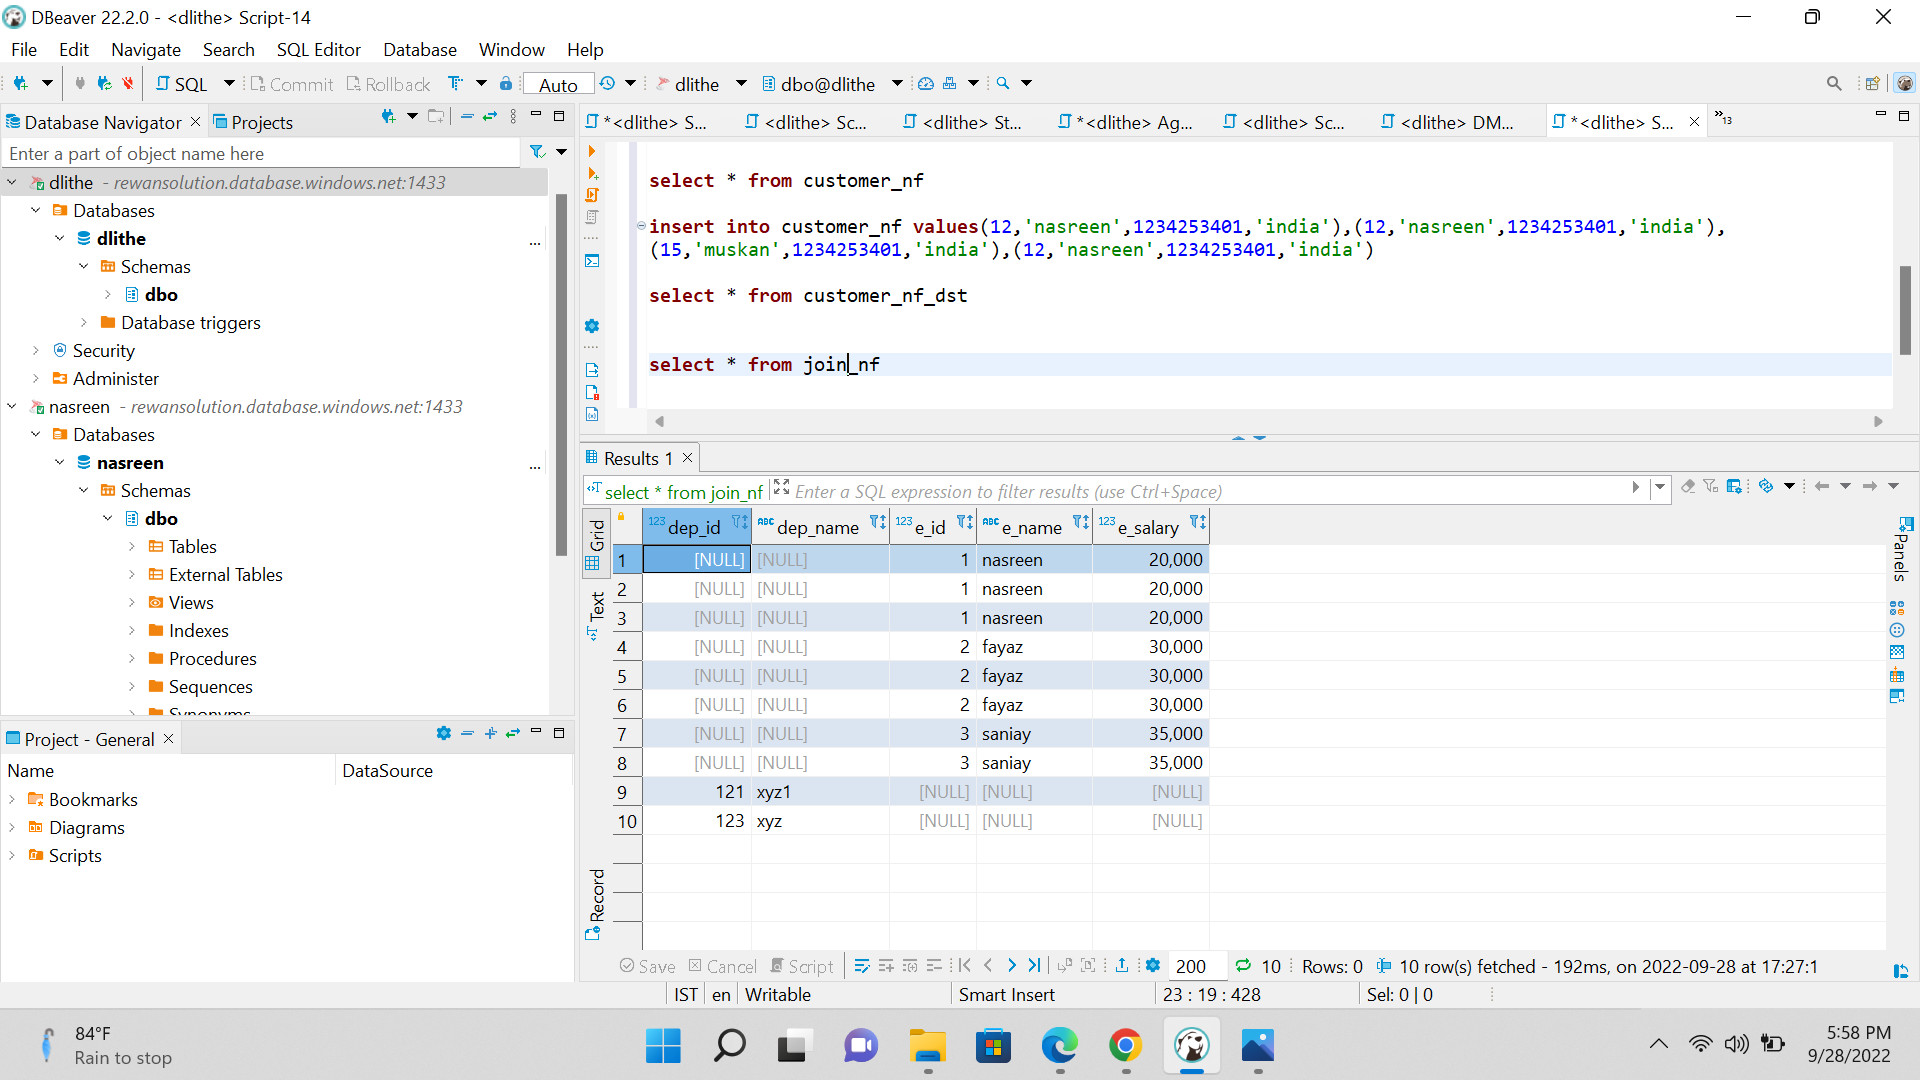 DBeaver 22.2.0 - <dlithe> Script-14
File Edit Navigate Search SQL Editor Database Window Help
SQL Commit Rollback Auto dlithe dbo@dlithe
Database Navigator Projects
*<dlithe> S... <dlithe> Sc... <dlithe> St... *<dlithe> Ag... <dlithe> Sc... <dlithe> DM... *<dlithe> S... »13
Enter a part of object name here
dlithe - rewansolution.database.windows.net:1433
Databases
dlithe ...
Schemas
dbo
Database triggers
Security
Administer
nasreen - rewansolution.database.windows.net:1433
Databases
nasreen ...
Schemas
dbo
Tables
External Tables
Views
Indexes
Procedures
Sequences
Synonyms
Project - General
Name DataSource
Bookmarks
Diagrams
Scripts
select * from customer_nf
insert into customer_nf values(12,'nasreen',1234253401,'india'),(12,'nasreen',1234253401,'india'),
(15,'muskan',1234253401,'india'),(12,'nasreen',1234253401,'india')
select * from customer_nf_dst
select * from join_nf
Results 1
select * from join_nf Enter a SQL expression to filter results (use Ctrl+Space)
Grid
Text
Record
Panels
123 dep_id ABC dep_name 123 e_id ABC e_name 123 e_salary
1 [NULL] [NULL] 1 nasreen 20,000
2 [NULL] [NULL] 1 nasreen 20,000
3 [NULL] [NULL] 1 nasreen 20,000
4 [NULL] [NULL] 2 fayaz 30,000
5 [NULL] [NULL] 2 fayaz 30,000
6 [NULL] [NULL] 2 fayaz 30,000
7 [NULL] [NULL] 3 saniay 35,000
8 [NULL] [NULL] 3 saniay 35,000
9 121 xyz1 [NULL] [NULL] [NULL]
10 123 xyz [NULL] [NULL] [NULL]
Save Cancel Script 200 10 Rows: 0 10 row(s) fetched - 192ms, on 2022-09-28 at 17:27:1
IST en Writable Smart Insert 23 : 19 : 428 Sel: 0 | 0
84°F
Rain to stop
5:58 PM
9/28/2022